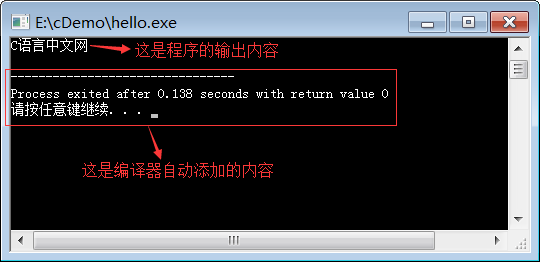 E:\cDemo\hello.exe
C语言中文网
这是程序的输出内容
--------------------------------
Process exited after 0.138 seconds with return value 0
请按任意键继续. . .
这是编译器自动添加的内容